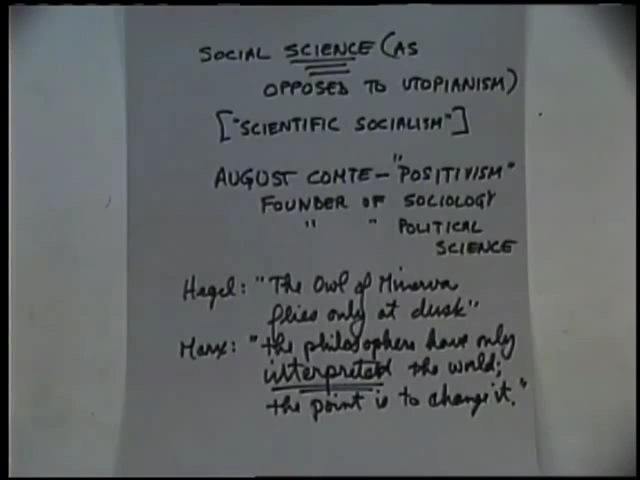 SOCIAL SCIENCE (AS
OPPOSED TO UTOPIANISM)
["SCIENTIFIC SOCIALISM"]
AUGUST COMTE - "POSITIVISM"
FOUNDER OF SOCIOLOGY
" " POLITICAL
SCIENCE
Hegel: "The Owl of Minerva
flies only at dusk"
Marx: "the philosophers have only
interpreted the world;
the point is to change it."